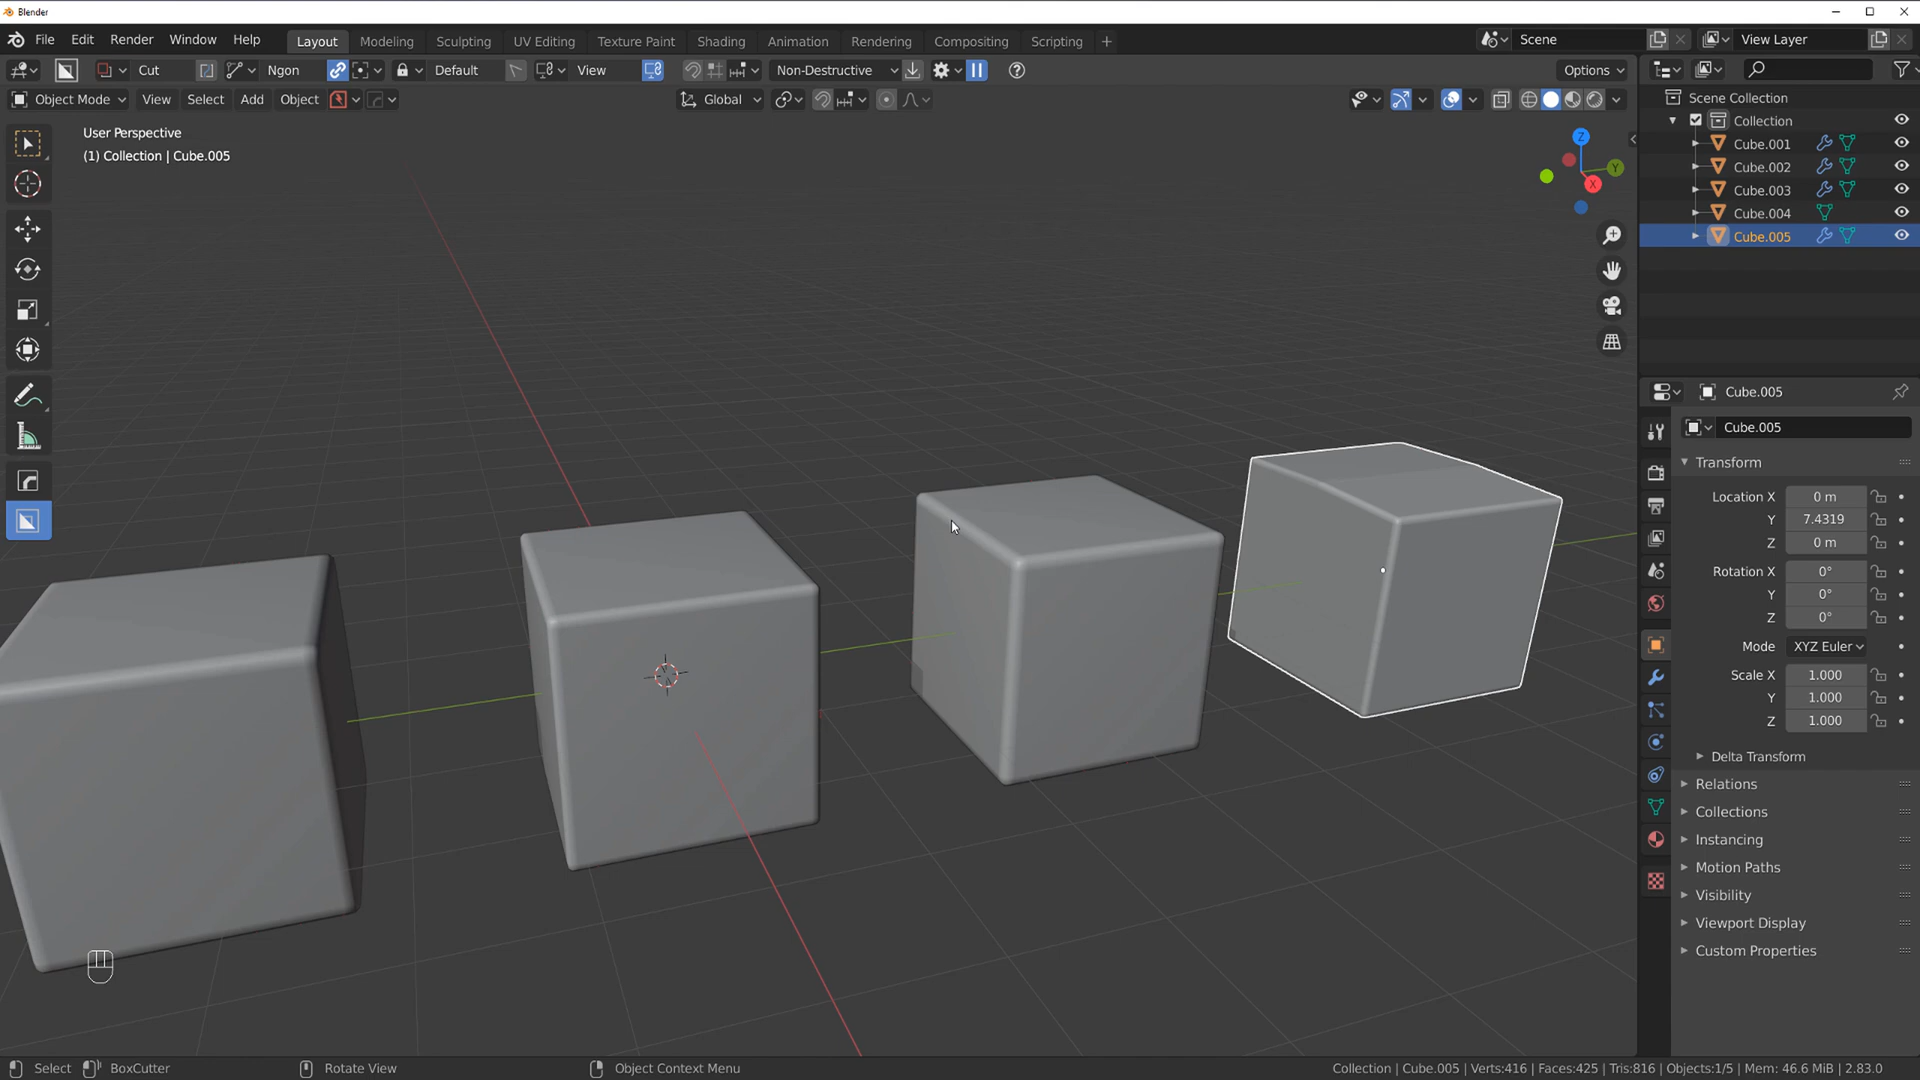 Blender
File Edit Render Window Help Layout Modeling Sculpting UV Editing Texture Paint Shading Animation Rendering Compositing Scripting + Scene View Layer
Cut Ngon Default View Non-Destructive Options
Object Mode View Select Add Object Global
User Perspective
(1) Collection | Cube.005
Z
Y
X
Scene Collection
Collection
Cube.001
Cube.002
Cube.003
Cube.004
Cube.005
Cube.005
Cube.005
Transform
Location X 0 m
Y 7.4319
Z 0 m
Rotation X 0°
Y 0°
Z 0°
Mode XYZ Euler
Scale X 1.000
Y 1.000
Z 1.000
Delta Transform
Relations
Collections
Instancing
Motion Paths
Visibility
Viewport Display
Custom Properties
Select BoxCutter Rotate View Object Context Menu Collection | Cube.005 | Verts:416 | Faces:425 | Tris:816 | Objects:1/5 | Mem: 46.6 MiB | 2.83.0